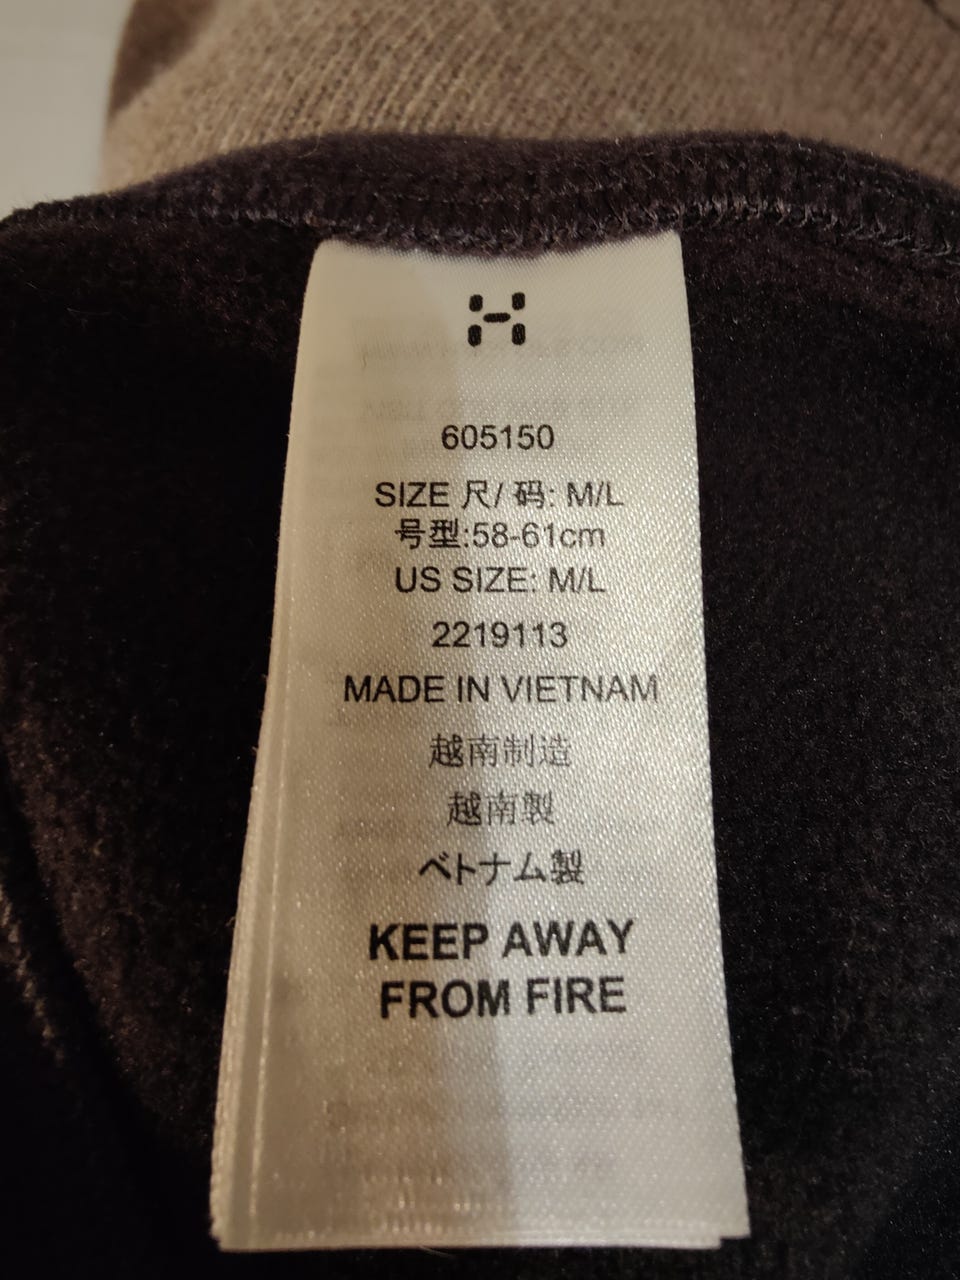 605150
SIZE 尺/ 码: M/L
号型:58-61cm
US SIZE: M/L
2219113
MADE IN VIETNAM
越南制造
越南製
ベトナム製
KEEP AWAY
FROM FIRE